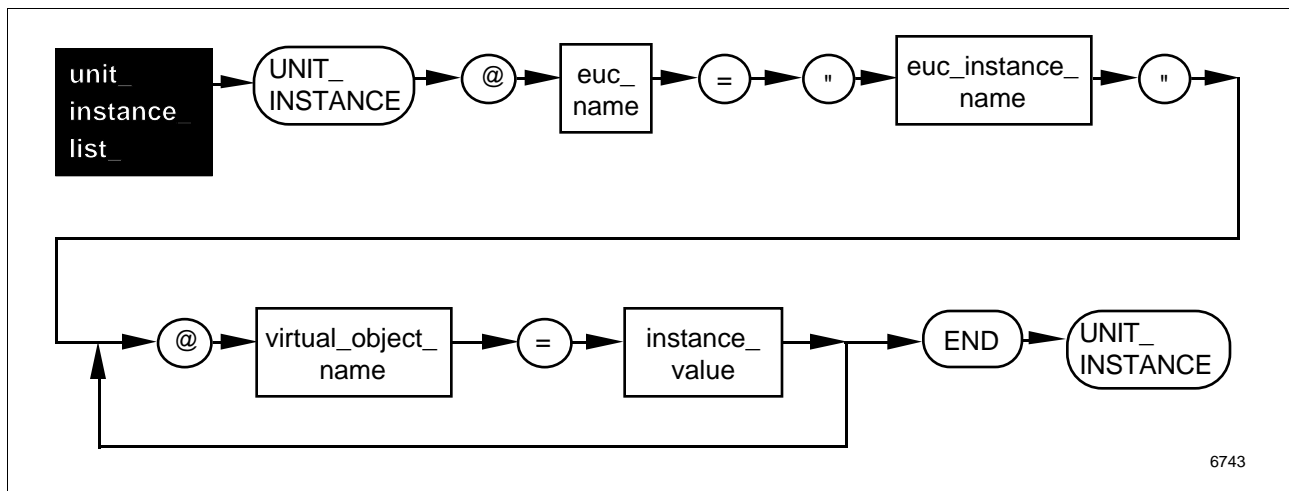 unit_
instance_
list_
UNIT_
INSTANCE
@
euc_
name
=
"
euc_instance_
name
"
@
virtual_object_
name
=
instance_
value
END
UNIT_
INSTANCE
6743